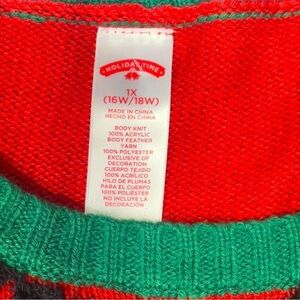 HOLIDAY TIME
1X
(16W/18W)
MADE IN CHINA
HECHO EN CHINA
BODY KNIT
100% ACRYLIC
BODY FEATHER
YARN
100% POLYESTER
EXCLUSIVE OF
DECORATION
CUERPO TEJIDO
100% ACRÍLICO
HILO DE PLUMAS
PARA EL CUERPO
100% POLIÉSTER
NO INCLUYE LA
DECORACIÓN